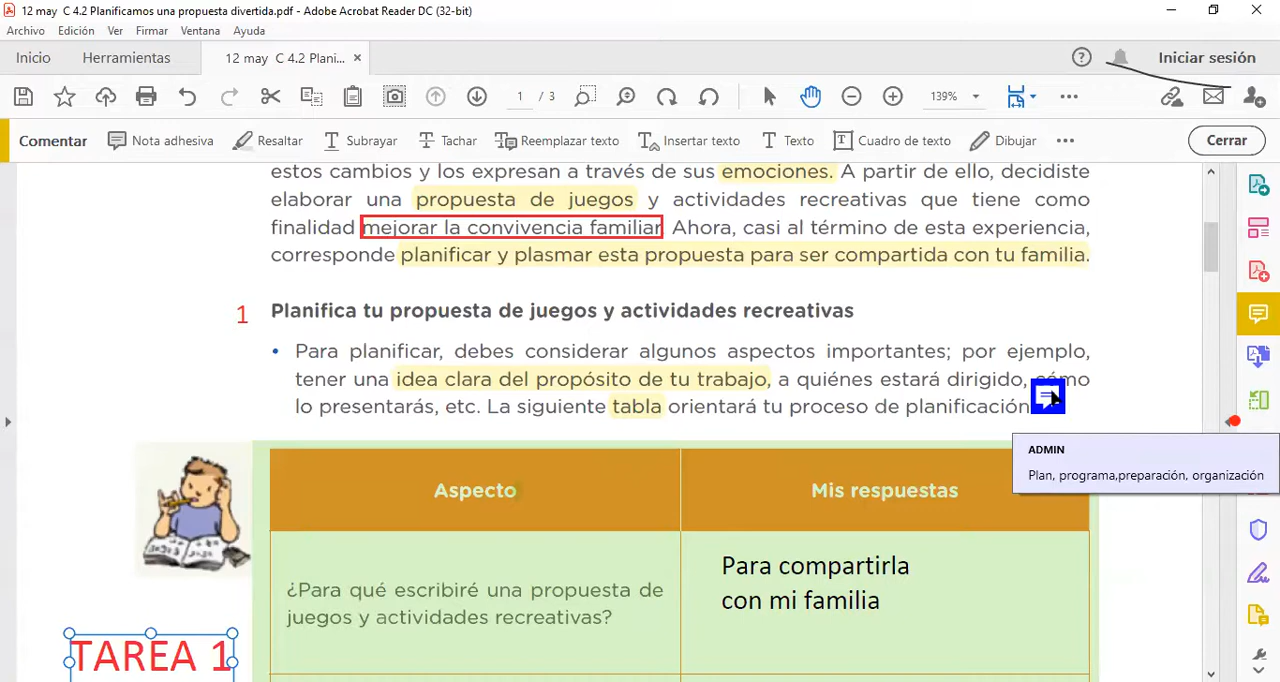 12 may  C 4.2 Planificamos una propuesta divertida.pdf - Adobe Acrobat Reader DC (32-bit)
Archivo Edición Ver Firmar Ventana Ayuda
Inicio Herramientas 12 may  C 4.2 Plani... × Iniciar sesión
1 / 3 139%
Comentar Nota adhesiva Resaltar Subrayar Tachar Reemplazar texto Insertar texto Texto Cuadro de texto Dibujar Cerrar
estos cambios y los expresan a través de sus emociones. A partir de ello, decidiste
elaborar una propuesta de juegos y actividades recreativas que tiene como
finalidad mejorar la convivencia familiar Ahora, casi al término de esta experiencia,
corresponde planificar y plasmar esta propuesta para ser compartida con tu familia.
1 Planifica tu propuesta de juegos y actividades recreativas
• Para planificar, debes considerar algunos aspectos importantes; por ejemplo,
tener una idea clara del propósito de tu trabajo, a quiénes estará dirigido, cómo
lo presentarás, etc. La siguiente tabla orientará tu proceso de planificación
ADMIN
Plan, programa,preparación, organización
Aspecto Mis respuestas
¿Para qué escribiré una propuesta de
juegos y actividades recreativas?
Para compartirla
con mi familia
TAREA 1